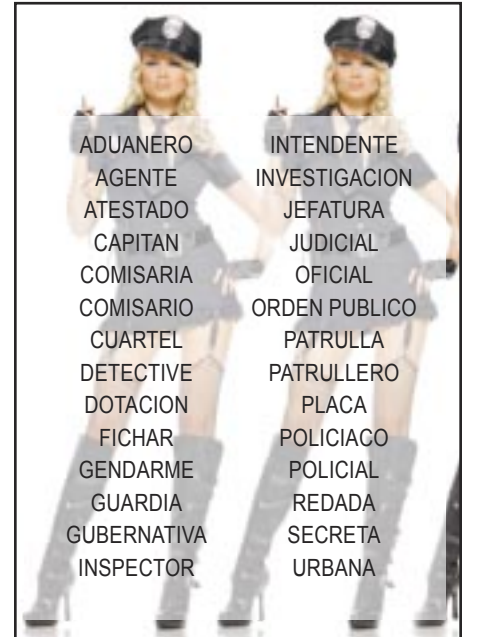 ADUANERO
AGENTE
ATESTADO
CAPITAN
COMISARIA
COMISARIO
CUARTEL
DETECTIVE
DOTACION
FICHAR
GENDARME
GUARDIA
GUBERNATIVA
INSPECTOR
INTENDENTE
INVESTIGACION
JEFATURA
JUDICIAL
OFICIAL
ORDEN PUBLICO
PATRULLA
PATRULLERO
PLACA
POLICIACO
POLICIAL
REDADA
SECRETA
URBANA